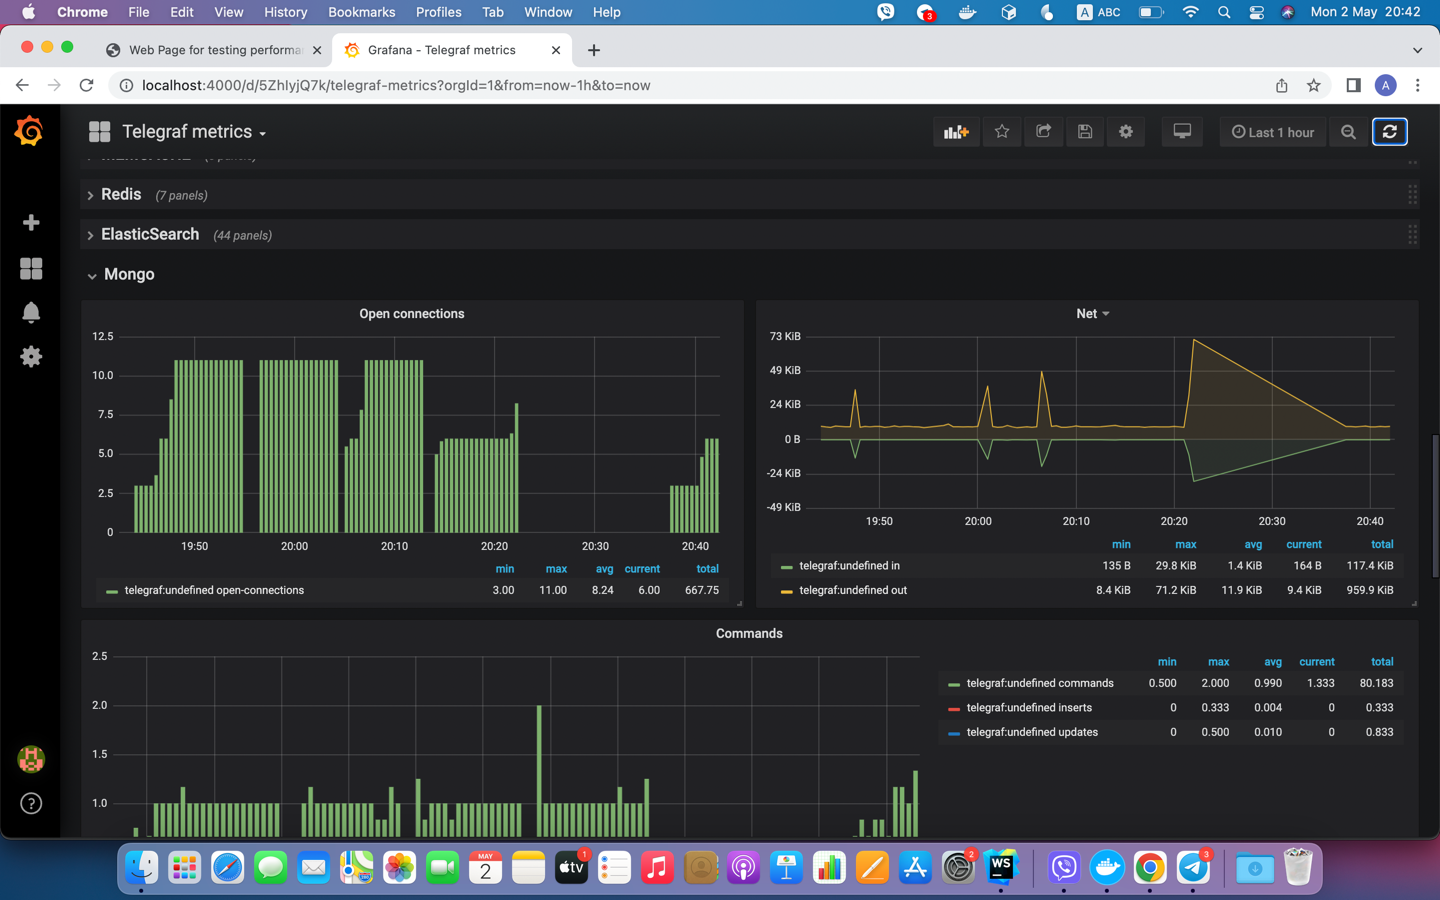 Chrome File Edit View History Bookmarks Profiles Tab Window Help 3 A ABC Mon 2 May 20:42
Web Page for testing performa Grafana - Telegraf metrics
localhost:4000/d/5ZhIyjQ7k/telegraf-metrics?orgId=1&from=now-1h&to=now A
Telegraf metrics Last 1 hour
Redis (7 panels)
ElasticSearch (44 panels)
Mongo
Open connections
12.5
10.0
7.5
5.0
2.5
0
19:50 20:00 20:10 20:20 20:30 20:40
min max avg current total
telegraf:undefined open-connections 3.00 11.00 8.24 6.00 667.75
Net
73 KiB
49 KiB
24 KiB
0 B
-24 KiB
-49 KiB
19:50 20:00 20:10 20:20 20:30 20:40
min max avg current total
telegraf:undefined in 135 B 29.8 KiB 1.4 KiB 164 B 117.4 KiB
telegraf:undefined out 8.4 KiB 71.2 KiB 11.9 KiB 9.4 KiB 959.9 KiB
Commands
2.5
2.0
1.5
1.0
min max avg current total
telegraf:undefined commands 0.500 2.000 0.990 1.333 80.183
telegraf:undefined inserts 0 0.333 0.004 0 0.333
telegraf:undefined updates 0 0.500 0.010 0 0.833
MAY 2 tv 1 2 WS 3